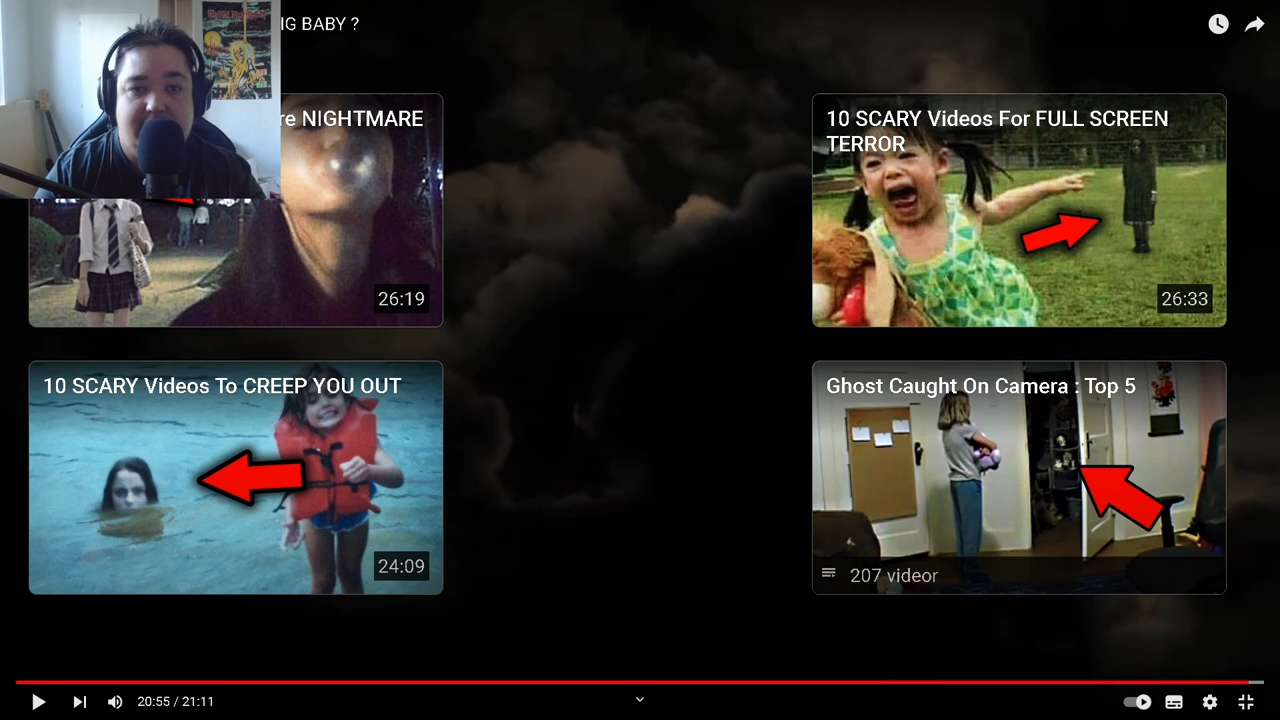 IG BABY ?
re NIGHTMARE
26:19
10 SCARY Videos For FULL SCREEN
TERROR
26:33
10 SCARY Videos To CREEP YOU OUT
24:09
Ghost Caught On Camera : Top 5
207 videor
20:55 / 21:11